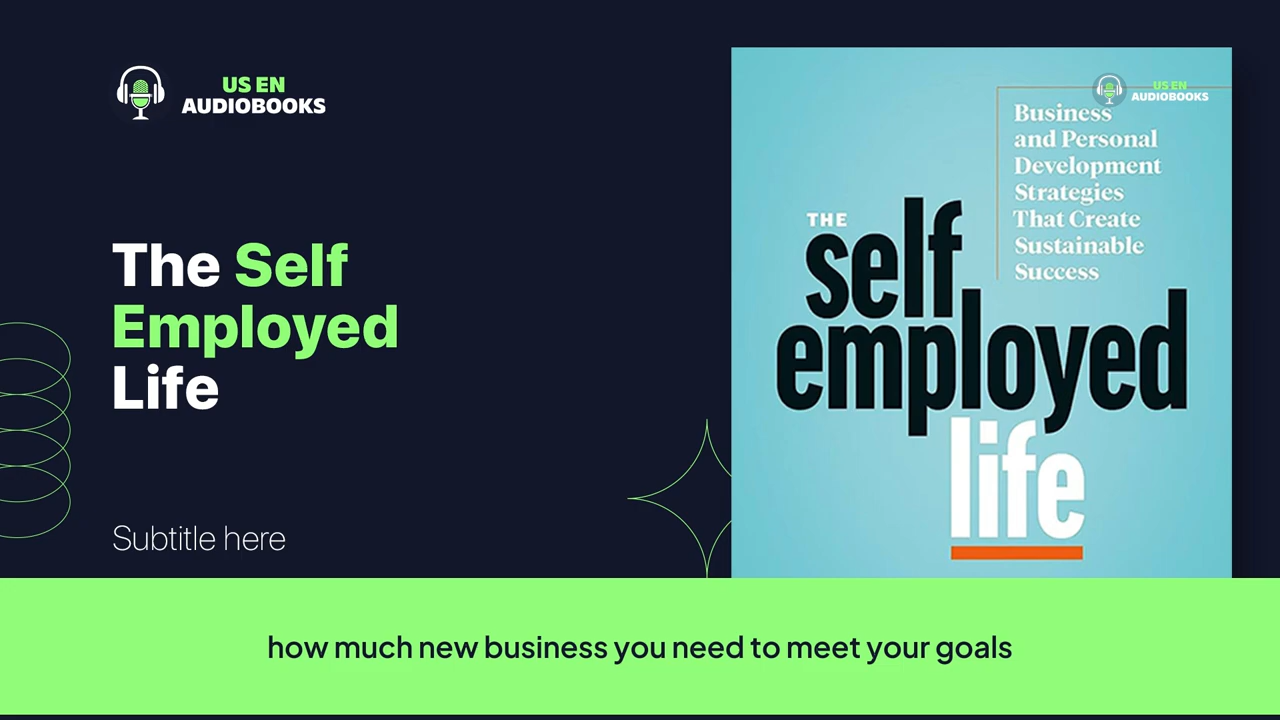 US EN
AUDIOBOOKS
The Self
Employed
Life
Subtitle here
US EN
AUDIOBOOKS
Business
and Personal
Development
Strategies
That Create
Sustainable
Success
THE
self
employed
life
how much new business you need to meet your goals